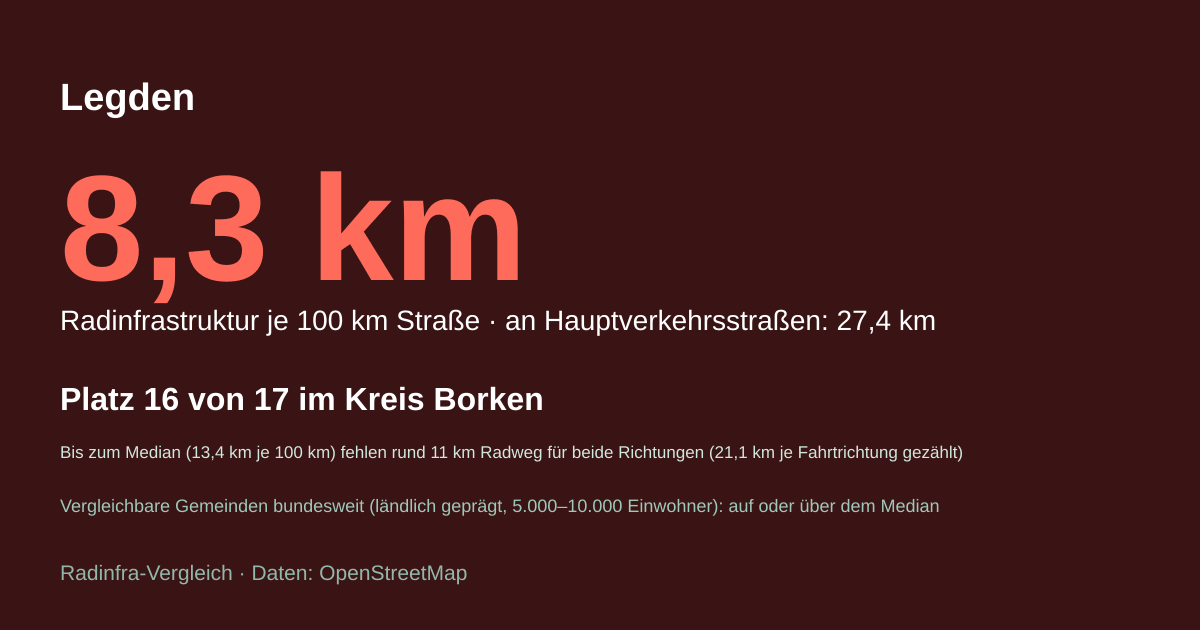 Legden
8,3 km
Radinfrastruktur je 100 km Straße · an Hauptverkehrsstraßen: 27,4 km
Platz 16 von 17 im Kreis Borken
Bis zum Median (13,4 km je 100 km) fehlen rund 11 km Radweg für beide Richtungen (21,1 km je Fahrtrichtung gezählt)
Vergleichbare Gemeinden bundesweit (ländlich geprägt, 5.000–10.000 Einwohner): auf oder über dem Median
Radinfra-Vergleich · Daten: OpenStreetMap